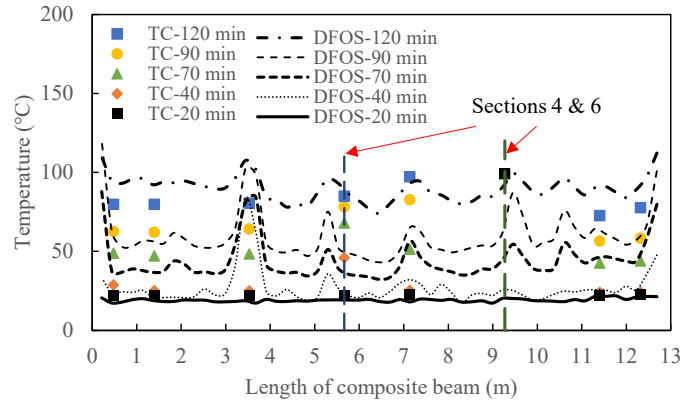 200
150
100
50
0
Temperature (°C)
TC-120 min
TC-90 min
TC-70 min
TC-40 min
TC-20 min
DFOS-120 min
DFOS-90 min
DFOS-70 min
DFOS-40 min
DFOS-20 min
Sections 4 & 6
0 1 2 3 4 5 6 7 8 9 10 11 12 13
Length of composite beam (m)